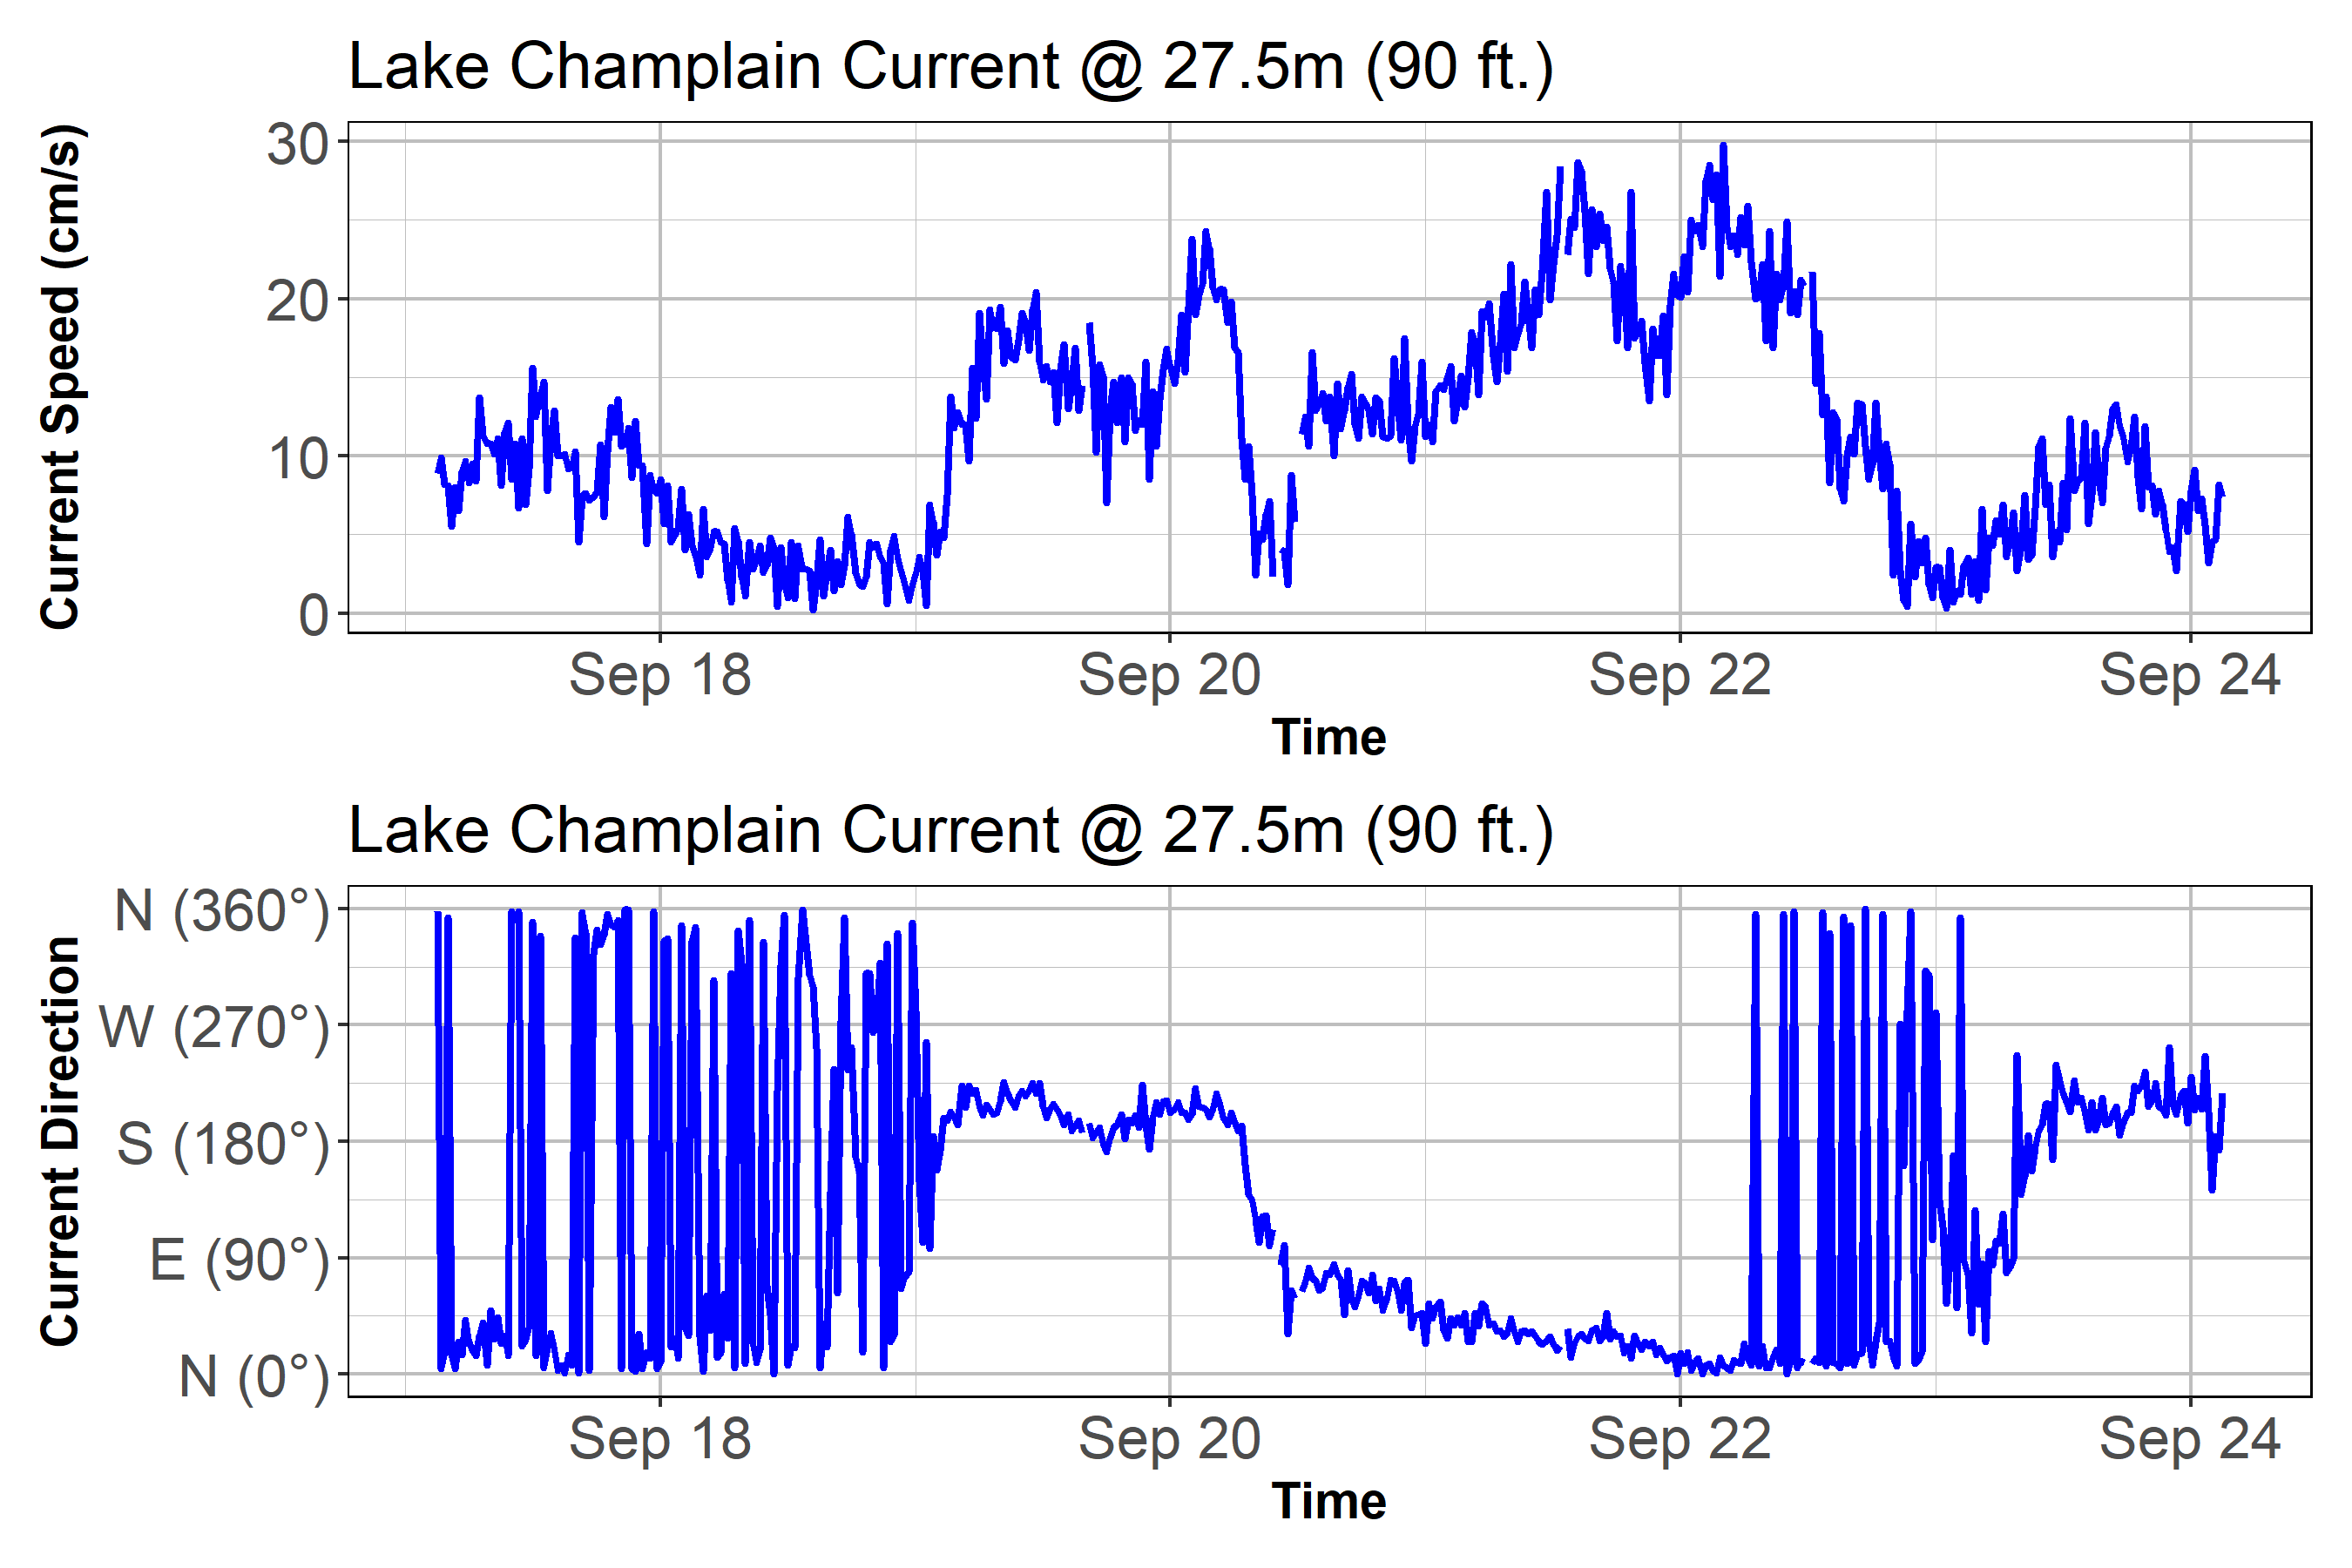 Lake Champlain Current @ 27.5m (90 ft.)
Current Speed (cm/s)
30
20
10
0
Sep 18 Sep 20 Sep 22 Sep 24
Time
Lake Champlain Current @ 27.5m (90 ft.)
Current Direction
N (360°)
W (270°)
S (180°)
E (90°)
N (0°)
Sep 18 Sep 20 Sep 22 Sep 24
Time